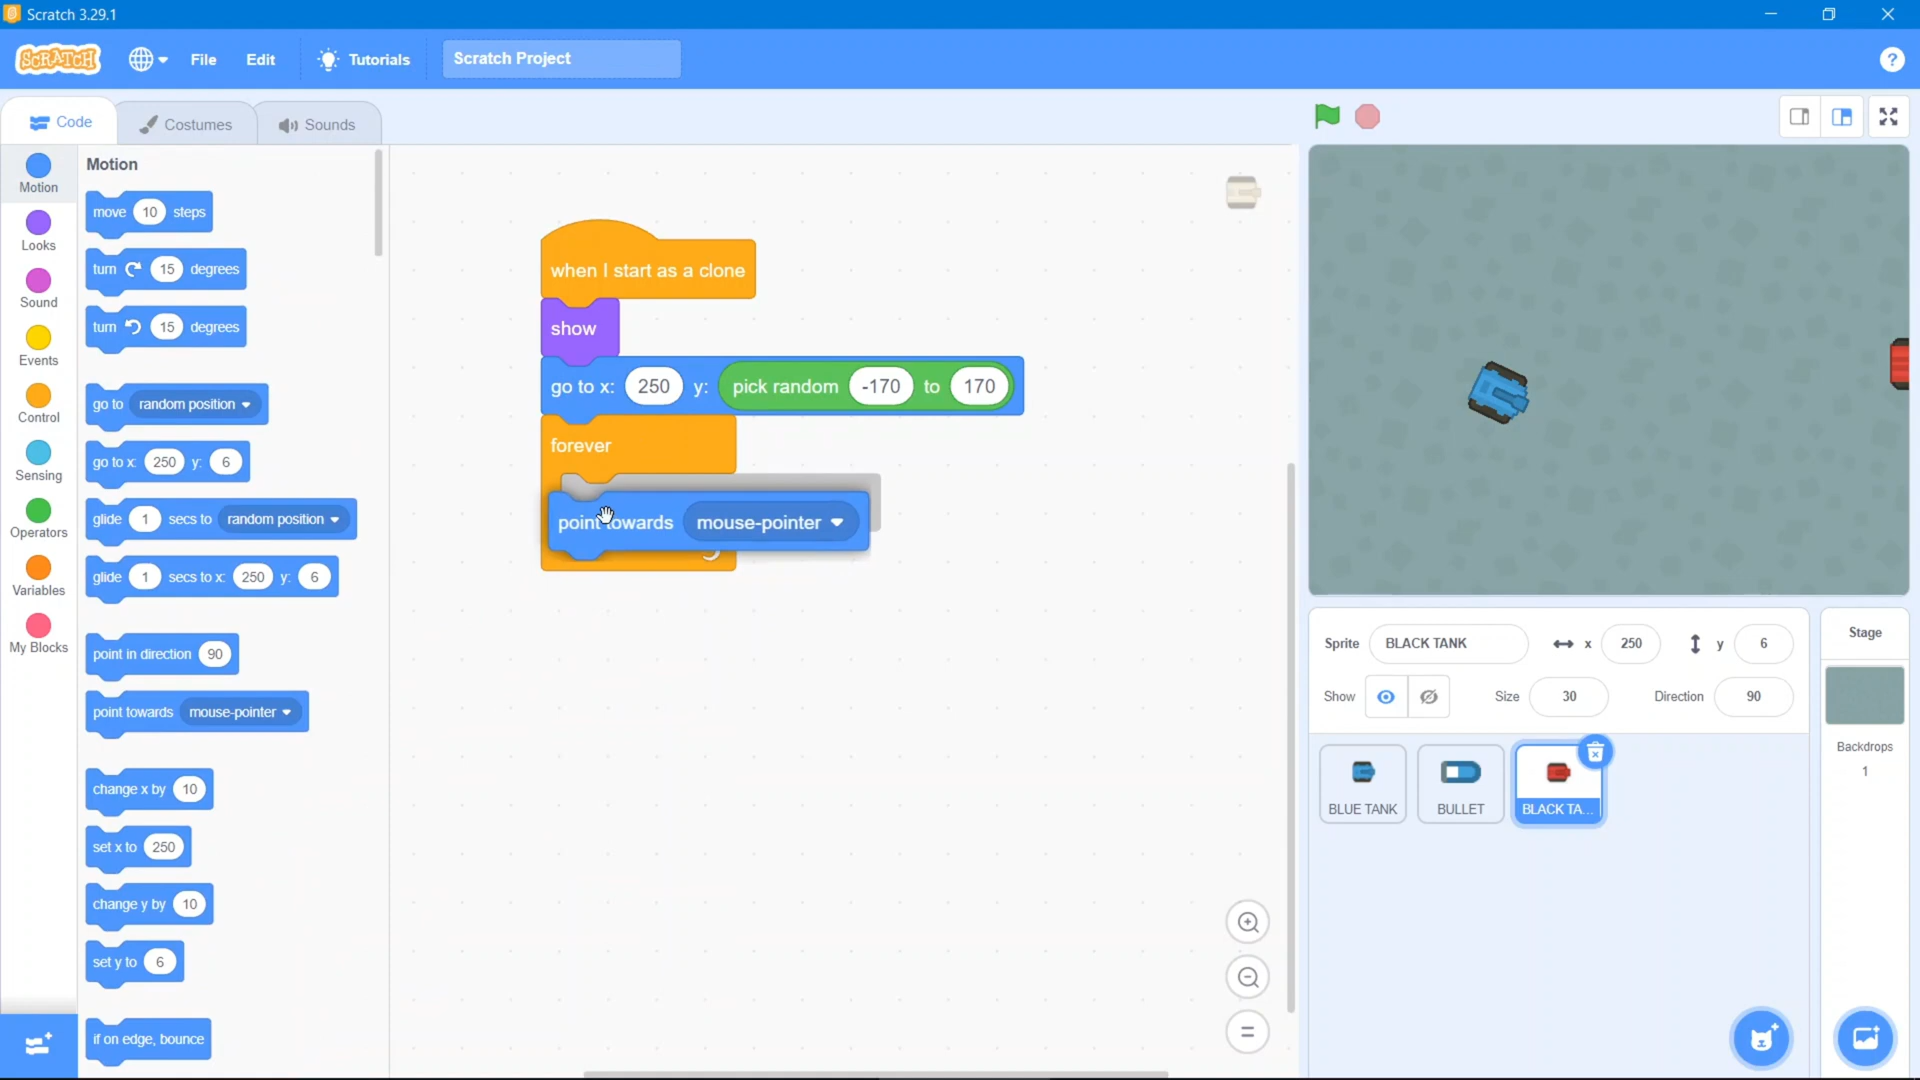 Scratch 3.29.1
SCRATCH
File
Edit
Tutorials
Scratch Project
?
Code
Costumes
Sounds
Motion
Looks
Sound
Events
Control
Sensing
Operators
Variables
My Blocks
Motion
move 10 steps
turn 15 degrees
turn 15 degrees
go to random position
go to x: 250 y: 6
glide 1 secs to random position
glide 1 secs to x: 250 y: 6
point in direction 90
point towards mouse-pointer
change x by 10
set x to 250
change y by 10
set y to 6
if on edge, bounce
when I start as a clone
show
go to x: 250 y: pick random -170 to 170
forever
point towards mouse-pointer
Sprite BLACK TANK x 250 y 6
Show Size 30 Direction 90
BLUE TANK
BULLET
BLACK TA...
Stage
Backdrops
1